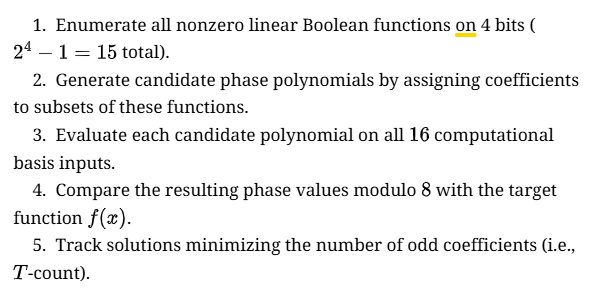 1. Enumerate all nonzero linear Boolean functions on 4 bits (
2⁴ − 1 = 15 total).
2. Generate candidate phase polynomials by assigning coefficients
to subsets of these functions.
3. Evaluate each candidate polynomial on all 16 computational
basis inputs.
4. Compare the resulting phase values modulo 8 with the target
function f(x).
5. Track solutions minimizing the number of odd coefficients (i.e.,
T-count).